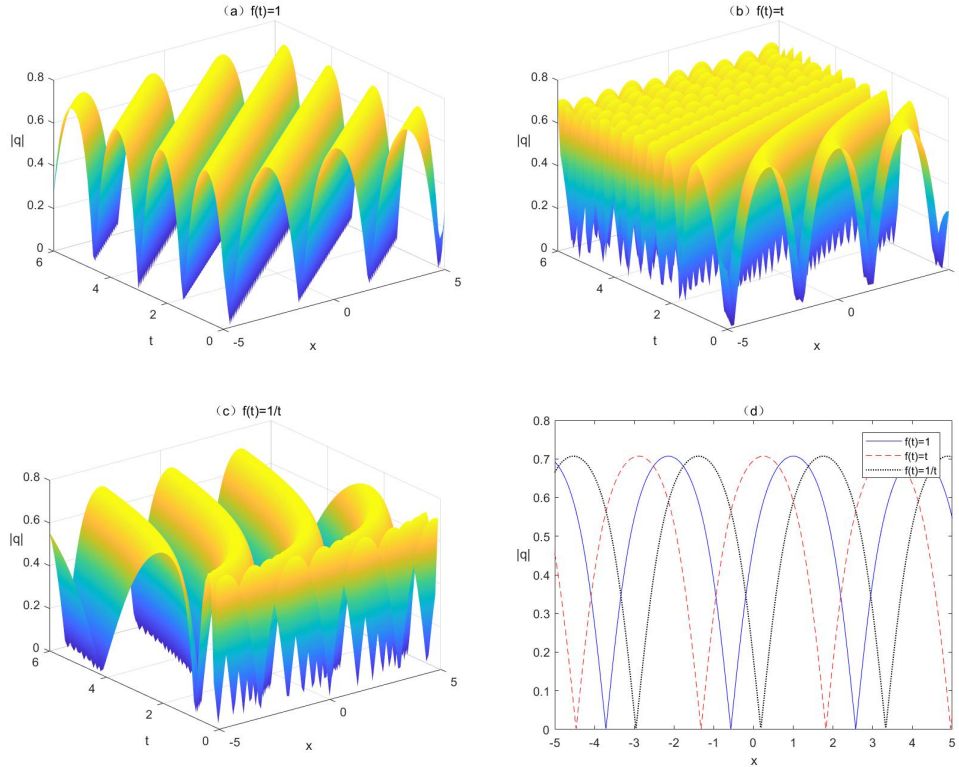 （a）f(t)=1
0.8
0.6
|q|
0.4
0.2
0
6
4
t
2
0
-5
x
0
5
（b）f(t)=t
0.8
0.6
|q|
0.4
0.2
0
6
4
t
2
0
-5
x
0
5
（c）f(t)=1/t
0.8
0.6
|q|
0.4
0.2
0
6
4
t
2
0
-5
x
0
5
（d）
0.8
0.7
0.6
0.5
|q|
0.4
0.3
0.2
0.1
0
-5 -4 -3 -2 -1 0 1 2 3 4 5
x
f(t)=1
f(t)=t
f(t)=1/t